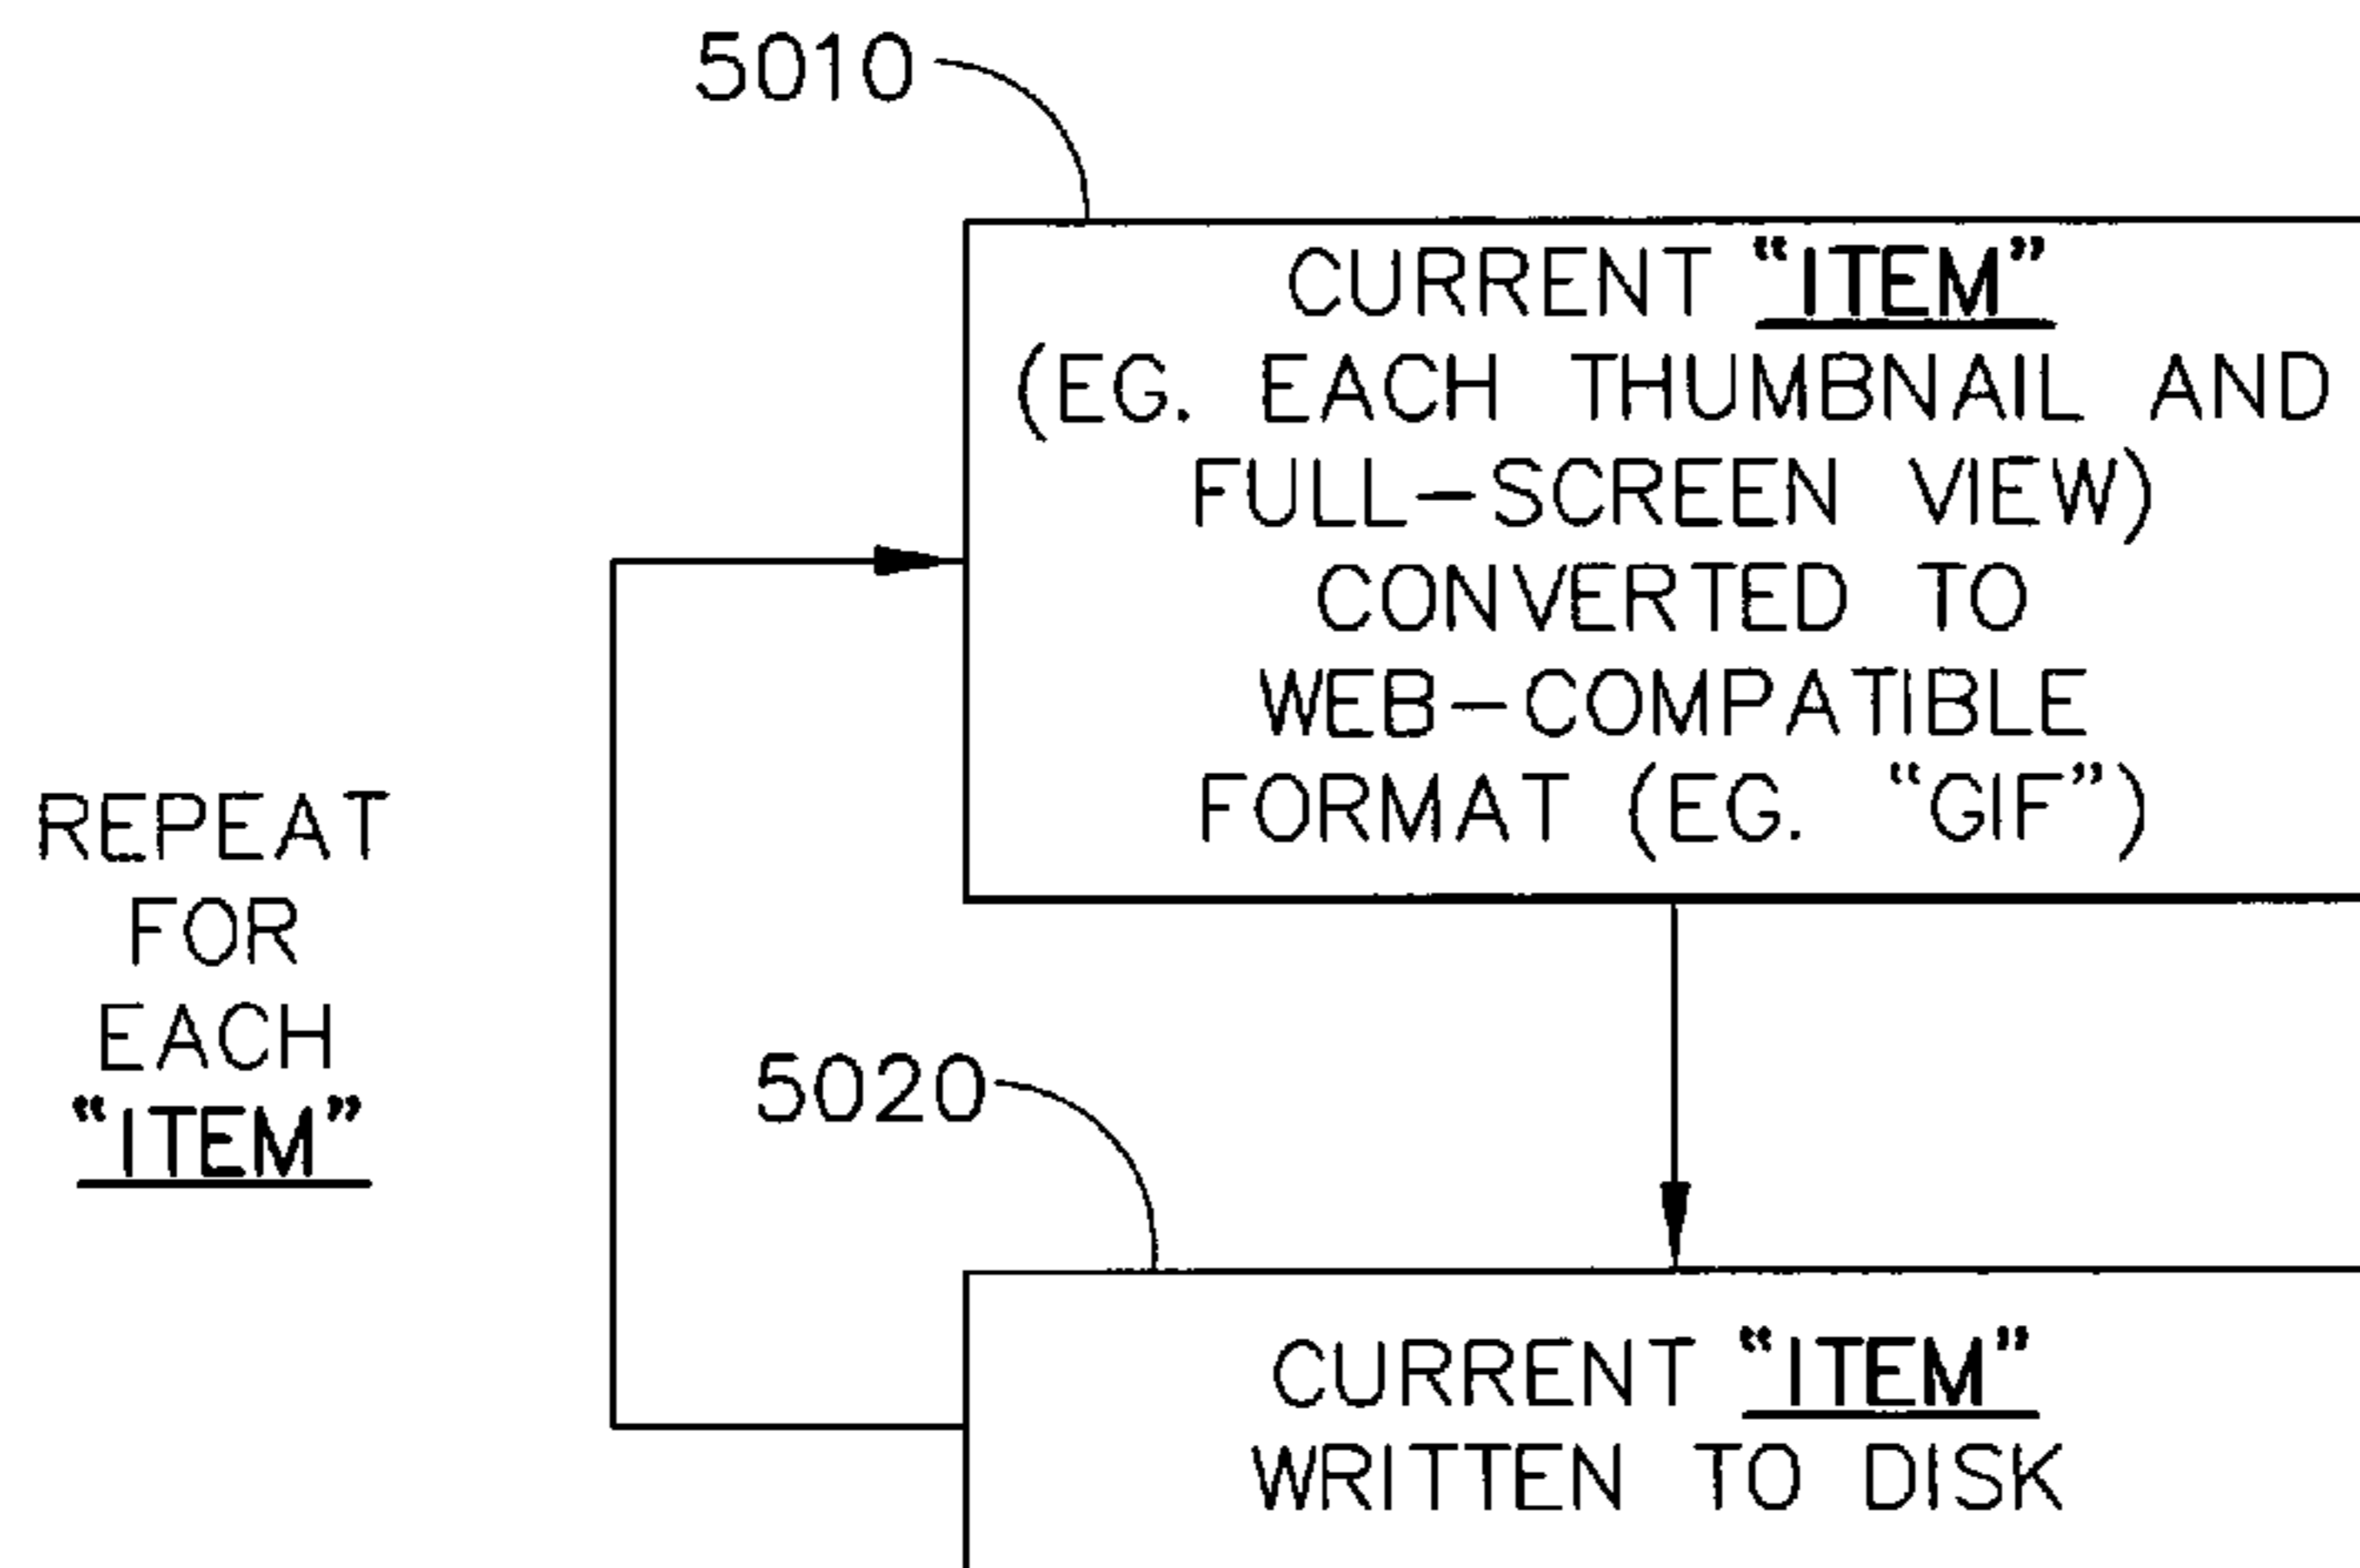 5010
CURRENT “ITEM”
(EG. EACH THUMBNAIL AND
FULL-SCREEN VIEW)
CONVERTED TO
WEB-COMPATIBLE
FORMAT (EG. “GIF”)
REPEAT
FOR
EACH
“ITEM”
5020
CURRENT “ITEM”
WRITTEN TO DISK